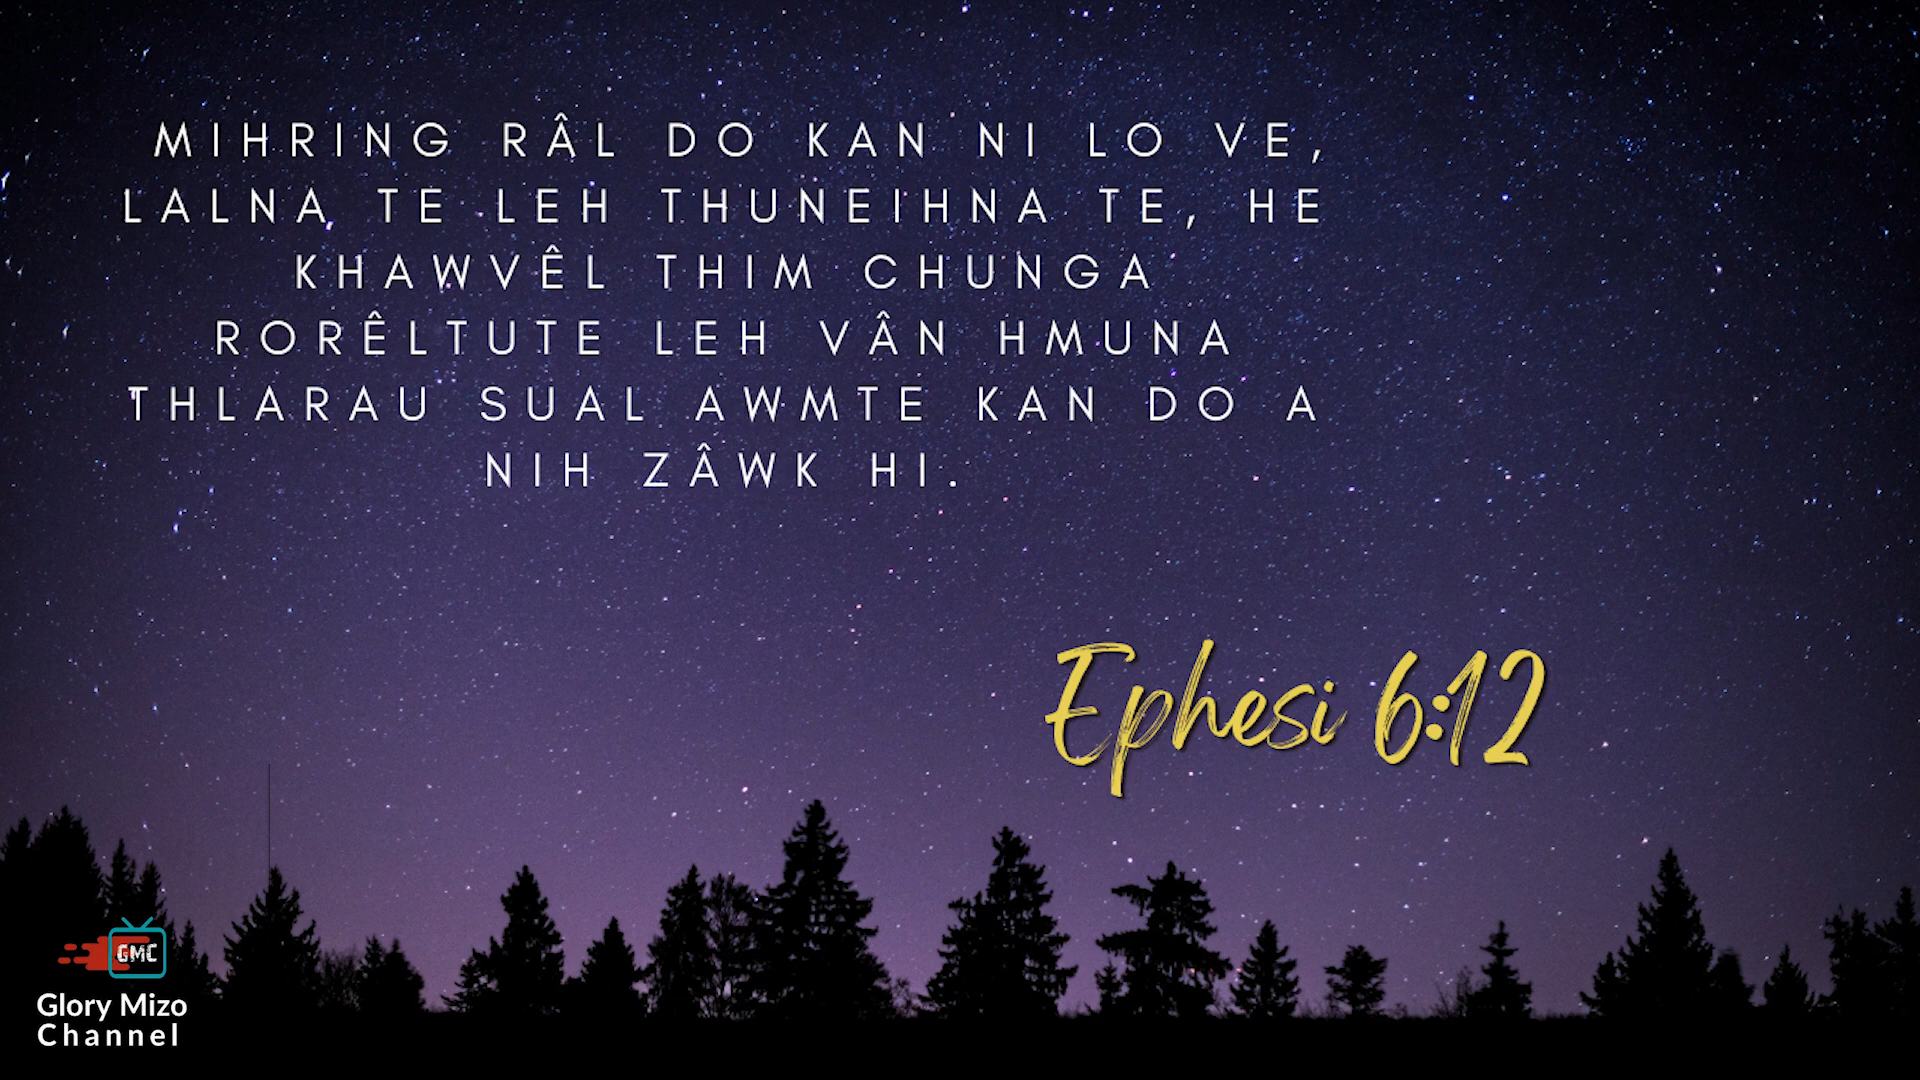 MIHRING RÂL DO KAN NI LO VE,
LALNA TE LEH THUNEIHNA TE, HE
KHAWVÊL THIM CHUNGA
RORÊLTUTE LEH VÂN HMUNA
THLARAU SUAL AWMTE KAN DO A
NIH ZÂWK HI.
Ephesi 6:12
GMC
Glory Mizo
Channel